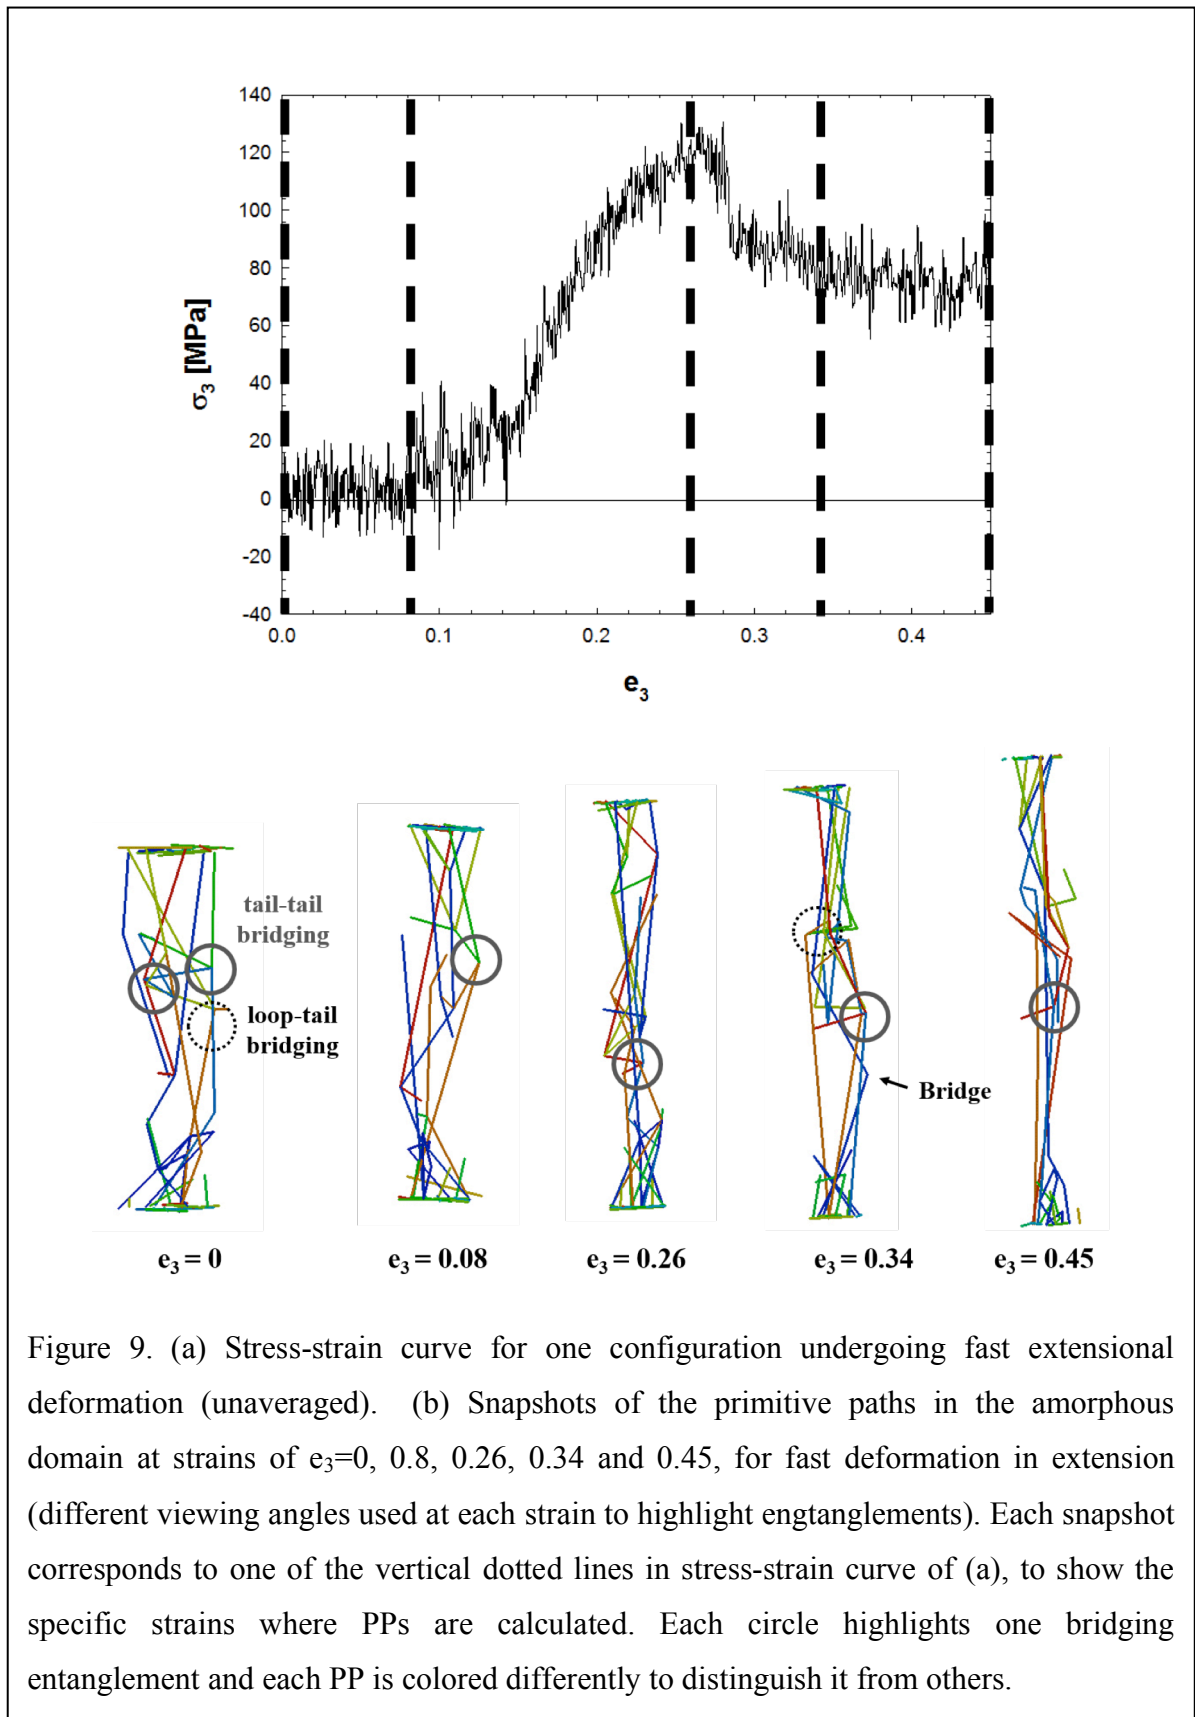 140
120
100
80
60
40
20
0
-20
-40
σ3 [MPa]
0.0 0.1 0.2 0.3 0.4
e3
tail-tail
bridging
loop-tail
bridging
Bridge
e3 = 0 e3 = 0.08 e3 = 0.26 e3 = 0.34 e3 = 0.45
Figure 9. (a) Stress-strain curve for one configuration undergoing fast extensional
deformation (unaveraged). (b) Snapshots of the primitive paths in the amorphous
domain at strains of e3=0, 0.8, 0.26, 0.34 and 0.45, for fast deformation in extension
(different viewing angles used at each strain to highlight engtanglements). Each snapshot
corresponds to one of the vertical dotted lines in stress-strain curve of (a), to show the
specific strains where PPs are calculated. Each circle highlights one bridging
entanglement and each PP is colored differently to distinguish it from others.